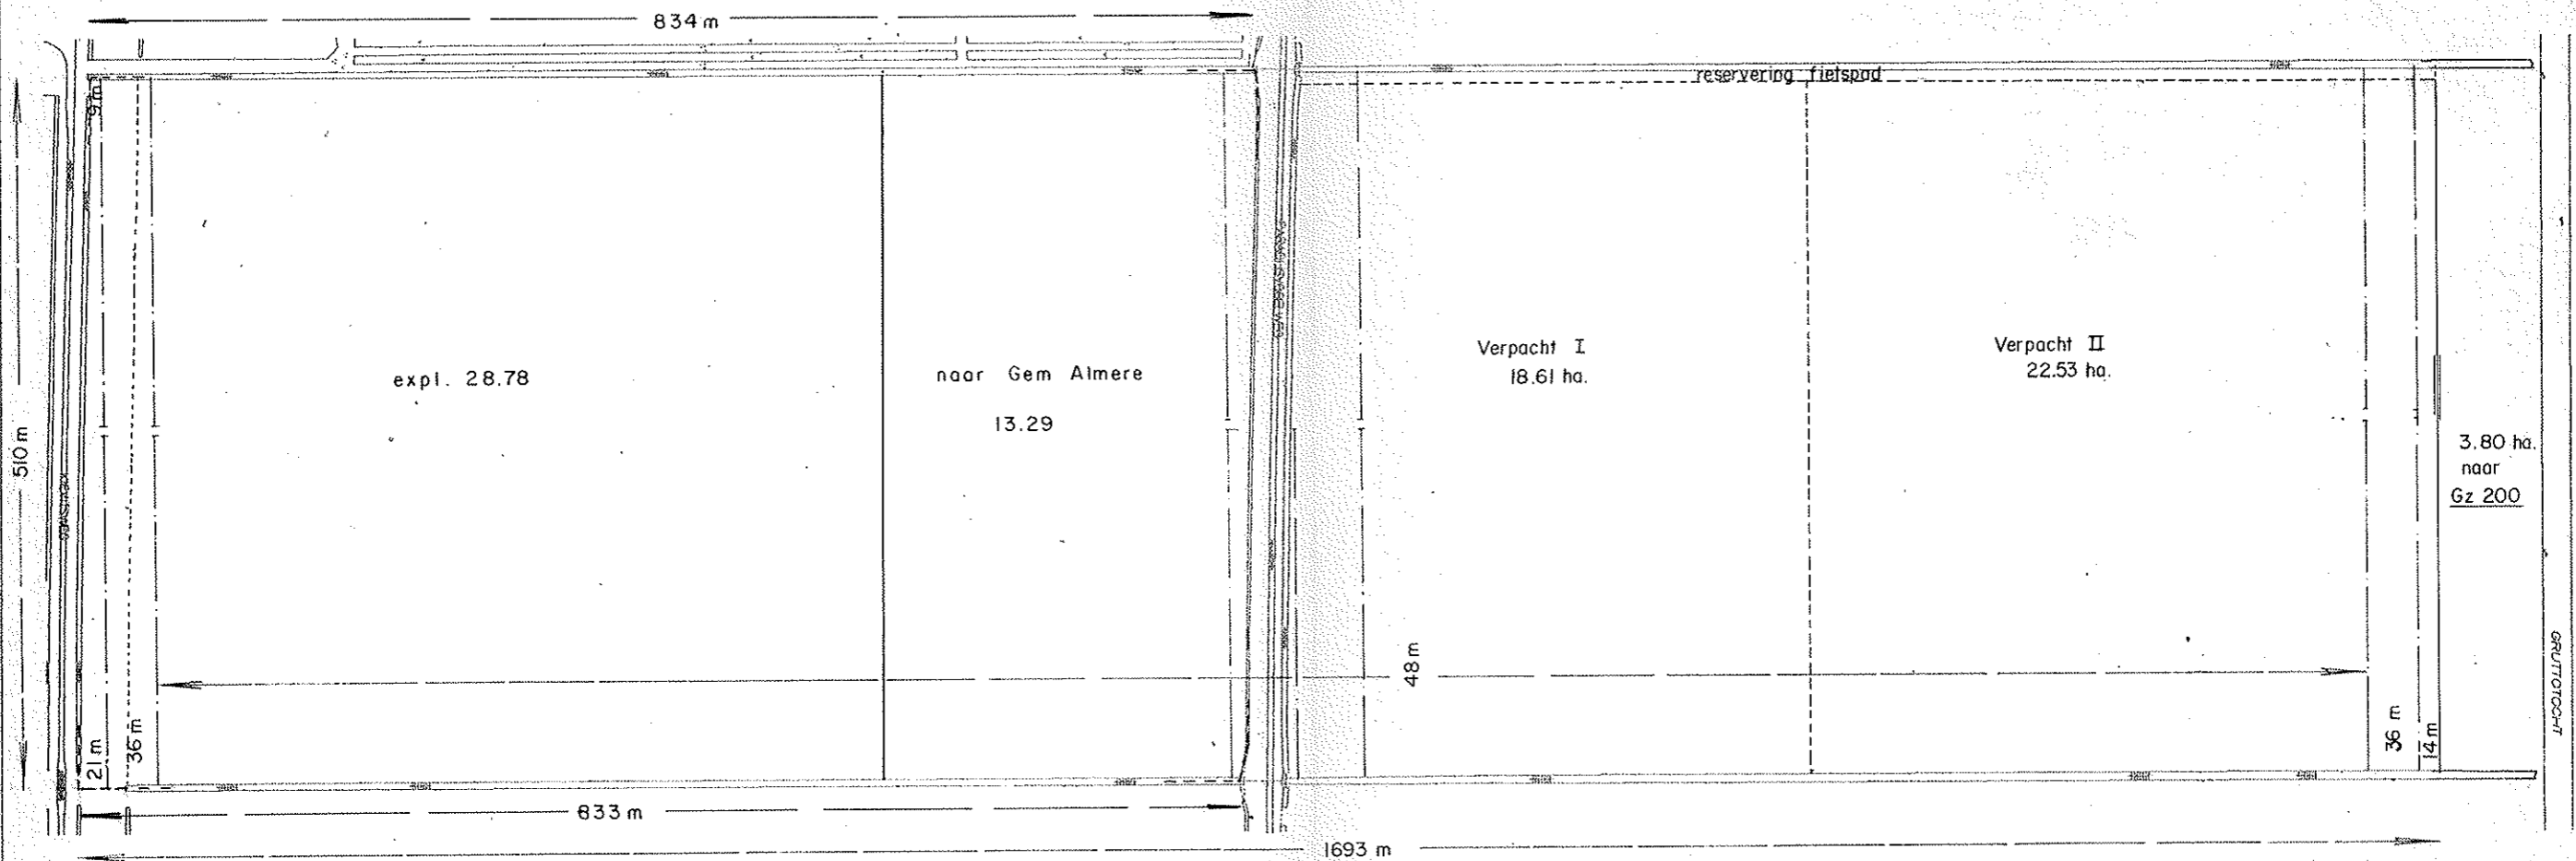 834 m
reservering fietspad
9 m
510 m
expl. 28.78
naar Gem Almere
13.29
Verpacht I
18.61 ha.
Verpacht II
22.53 ha.
3.80 ha.
naar
Gz 200
48 m
21 m
36 m
36 m
14 m
GRUTTOTOCHT
833 m
1693 m